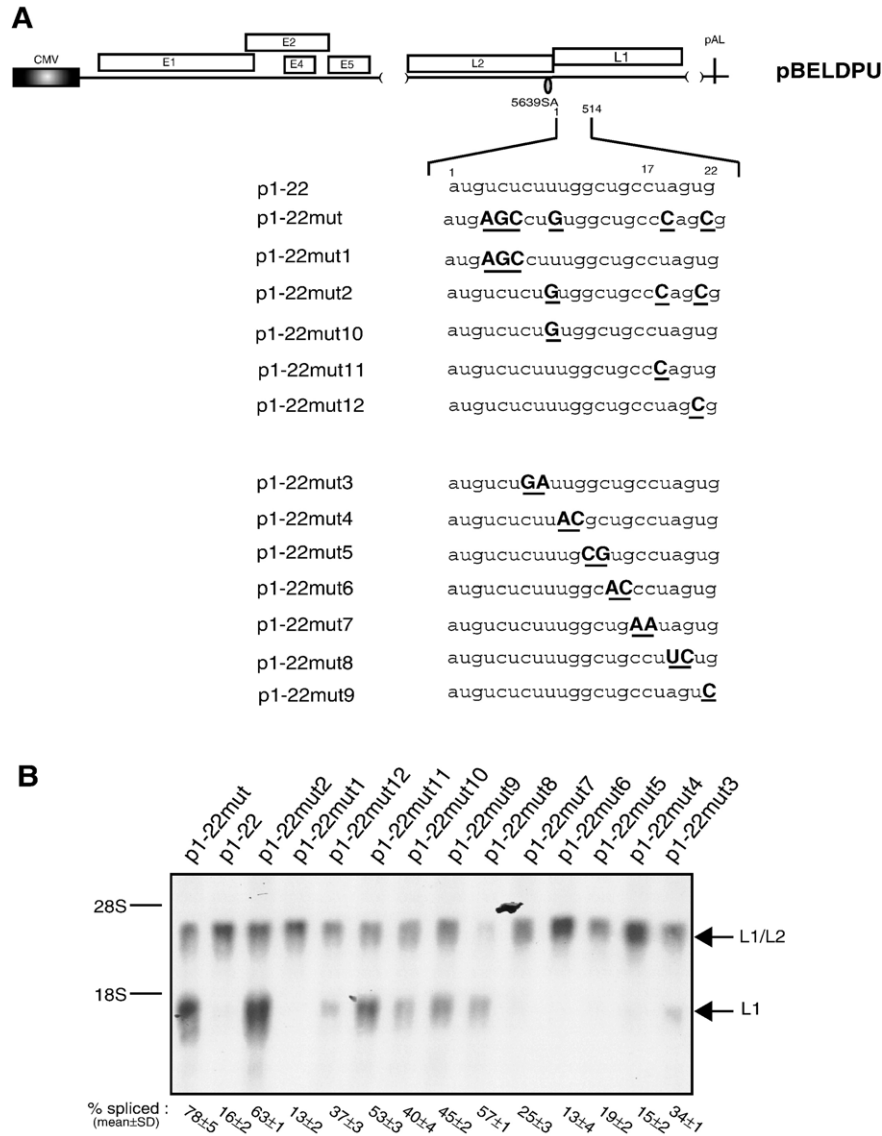 A
CMV E1 E2 E4 E5 L2 L1 pAL pBELDPU
5639SA 1 514
1 17 22
p1-22 augucucuuuggcugccuagug
p1-22mut augAGCcuGuggcugccCagCg
p1-22mut1 augAGCcuuuggcugccuagug
p1-22mut2 augucucuGuggcugccCagCg
p1-22mut10 augucucuGuggcugccuagug
p1-22mut11 augucucuuuggcugccCagug
p1-22mut12 augucucuuuggcugccuagCg
p1-22mut3 augucuGAuuggcugccuagug
p1-22mut4 augucucuuACgcugccuagug
p1-22mut5 augucucuuugCGugccuagug
p1-22mut6 augucucuuuggcACccuagug
p1-22mut7 augucucuuuggcugAAuagug
p1-22mut8 augucucuuuggcugccuUCug
p1-22mut9 augucucuuuggcugccuaguC
B
p1-22mut p1-22 p1-22mut2 p1-22mut1 p1-22mut12 p1-22mut11 p1-22mut10 p1-22mut9 p1-22mut8 p1-22mut7 p1-22mut6 p1-22mut5 p1-22mut4 p1-22mut3
28S
L1/L2
18S
L1
% spliced : 78±5 16±2 63±1 13±2 37±3 53±3 40±4 45±2 57±1 25±3 13±4 19±2 15±2 34±1
(mean±SD)